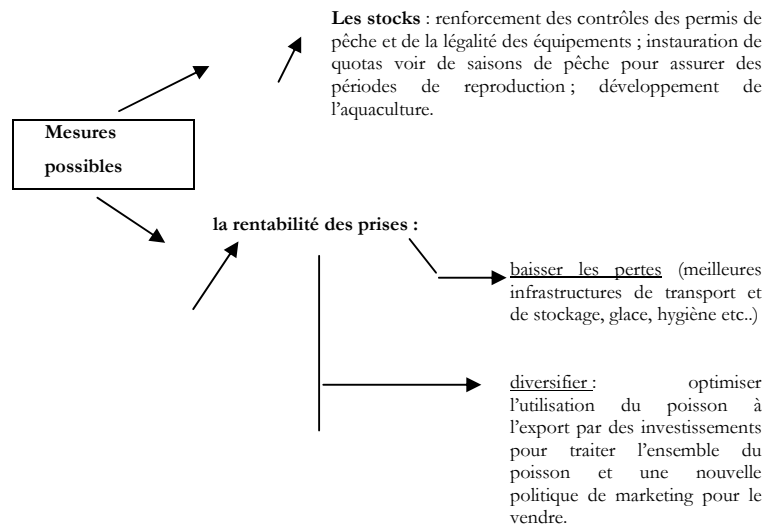 Les stocks : renforcement des contrôles des permis de
pêche et de la légalité des équipements ; instauration de
quotas voir de saisons de pêche pour assurer des
périodes de reproduction ; développement de
l'aquaculture.
Mesures
possibles
la rentabilité des prises :
baisser les pertes (meilleures
infrastructures de transport et
de stockage, glace, hygiène etc..)
diversifier : optimiser
l'utilisation du poisson à
l'export par des investissements
pour traiter l'ensemble du
poisson et une nouvelle
politique de marketing pour le
vendre.